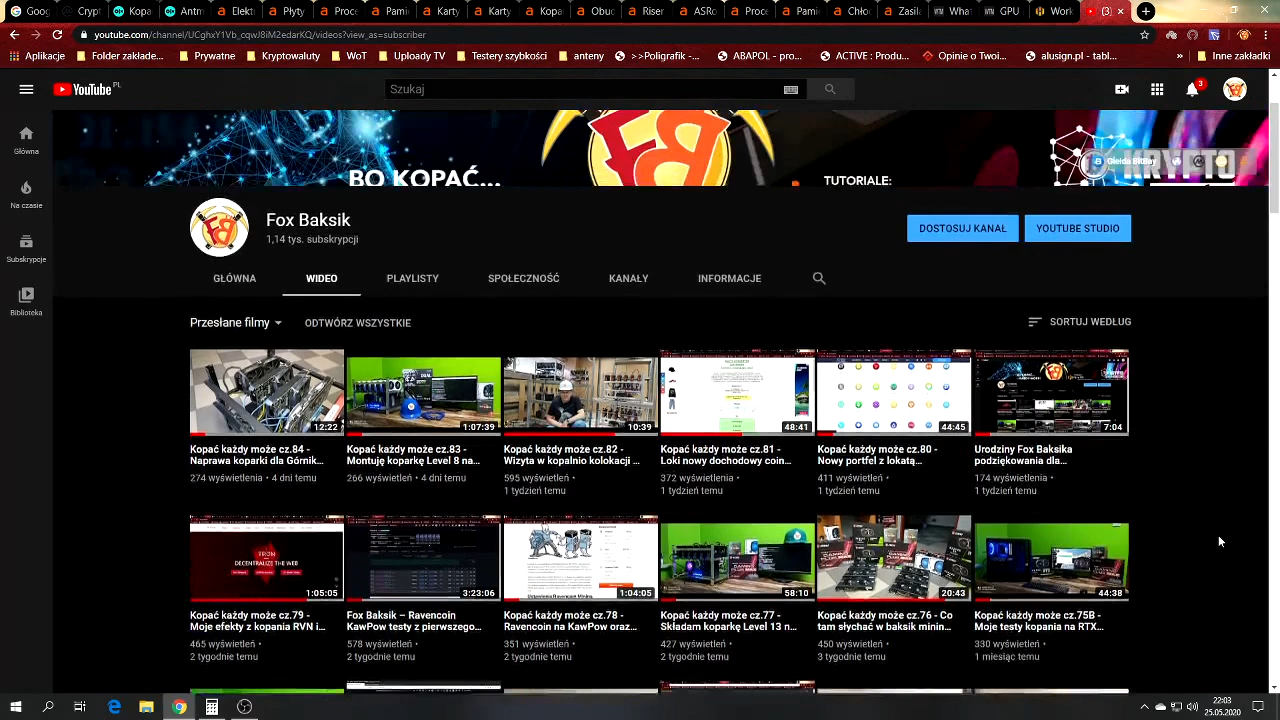 Goog
Crypt
Kopa
Antm
Elektr
Płyty
Proce
Pami
Karty
Karty
Kopa
Obuc
Riser
ASRo
Proce
Pami
Chło
Zasila
What
GPU
Work
(3)
youtube.com/channel/UCghxY1Vb_cqwJ8iM2edarKQ/videos?view_as=subscriber
Aplikacje
Folder zakłade...
Prywatne
Kryptowaluty
Uploady TV
Testery szybkości
anteny
>>Poligrafia -...
ABAPOL - prod...
ACTIVE : Produ...
Opinie o Krytyna...
alusign.pl - tabl...
Inne zakładki
YouTube PL
Szukaj
3
BO KOPAĆ...
FB
TUTORIALE:
Giełda BitBay
KRYPTO
Główna
Na czasie
Subskrypcje
Biblioteka
Fox Baksik
1,14 tys. subskrypcji
DOSTOSUJ KANAŁ
YOUTUBE STUDIO
GŁÓWNA
WIDEO
PLAYLISTY
SPOŁECZNOŚĆ
KANAŁY
INFORMACJE
Przesłane filmy
ODTWÓRZ WSZYSTKIE
SORTUJ WEDŁUG
12:22
1:07:39
10:39
48:41
44:45
7:04
Kopać każdy może cz.84 -
Naprawa koparki dla Górnik...
274 wyświetlenia • 4 dni temu
Kopać każdy może cz.83 -
Montuję koparkę Level 8 na...
266 wyświetleń • 4 dni temu
Kopać każdy może cz.82 -
Wizyta w kopalnio kolokacji ...
595 wyświetleń •
1 tydzień temu
Kopać każdy może cz.81 -
Loki nowy dochodowy coin...
372 wyświetlenia •
1 tydzień temu
Kopać każdy może cz.80 -
Nowy portfel z lokatą...
411 wyświetleń •
1 tydzień temu
Urodziny Fox Baksika
podziękowania dla...
174 wyświetlenia •
1 tydzień temu
TRON
DECENTRALIZE THE WEB
1:05:05
3:23:06
1:04:05
58:10
20:43
44:38
Kopać każdy może cz.79 -
Moje efekty z kopania RVN i...
465 wyświetleń •
2 tygodnie temu
Fox Baksik – Ravencoin
KawPow testy z pierwszego...
578 wyświetleń •
2 tygodnie temu
Kopać każdy może cz.78 -
Ravencoin na KawPow oraz...
351 wyświetleń •
2 tygodnie temu
Kopać każdy może cz.77 -
Składam koparkę Level 13 n...
427 wyświetleń •
2 tygodnie temu
Kopać każdy może cz.76 - Co
tam słychać w baksik minin...
450 wyświetleń •
3 tygodnie temu
Kopać każdy może cz.75B -
Moje testy kopania na RTX...
330 wyświetleń •
1 miesiąc temu
22:03
25.05.2020